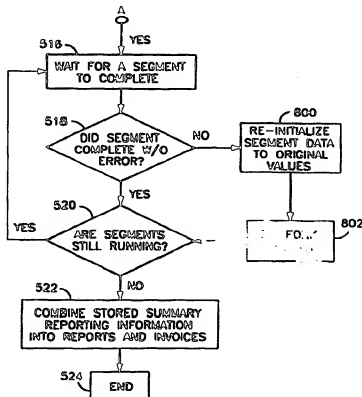 A
YES
516
WAIT FOR A SEGMENT
TO COMPLETE
518
DID SEGMENT
COMPLETE W/O
ERROR?
NO
800
RE-INITIALIZE
SEGMENT DATA
TO ORIGINAL
VALUES
YES
520
YES
ARE SEGMENTS
STILL RUNNING?
802
NO
522
COMBINE STORED SUMMARY
REPORTING INFORMATION
INTO REPORTS AND INVOICES
524
END